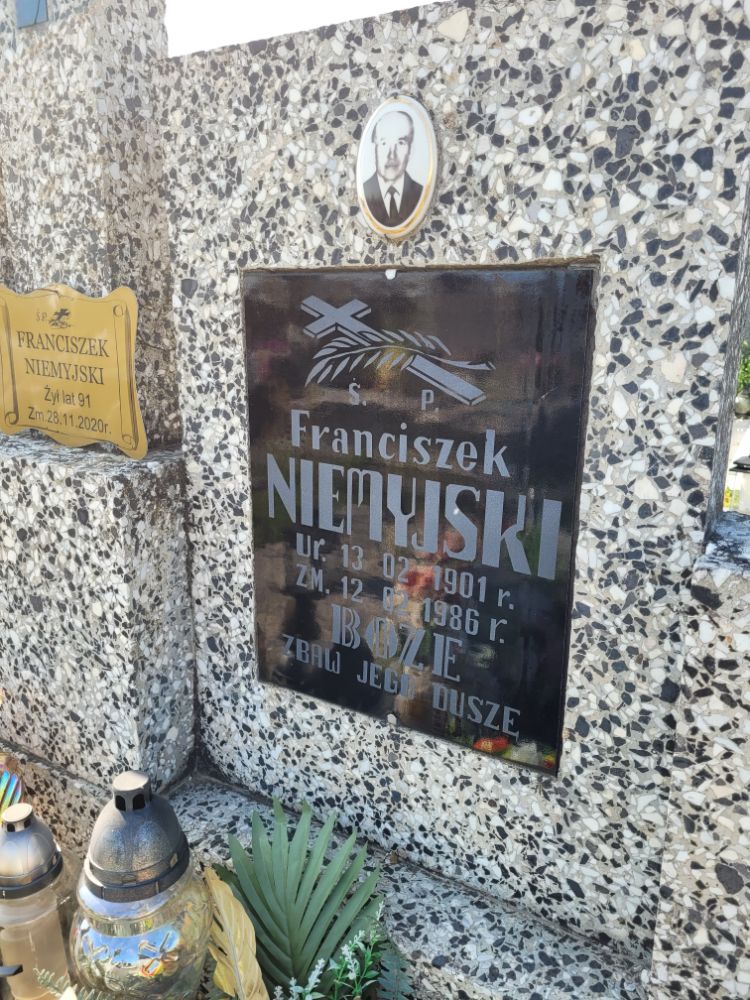 Ś.P.
FRANCISZEK
NIEMYJSKI
Żył lat 91
Zm.28.11.2020r.
Ś. P.
Franciszek
NIEMYJSKI
ur. 13 02 1901 r.
ZM. 12 02 1986 r.
BOŻE
ZBAW JEGO DUSZĘ